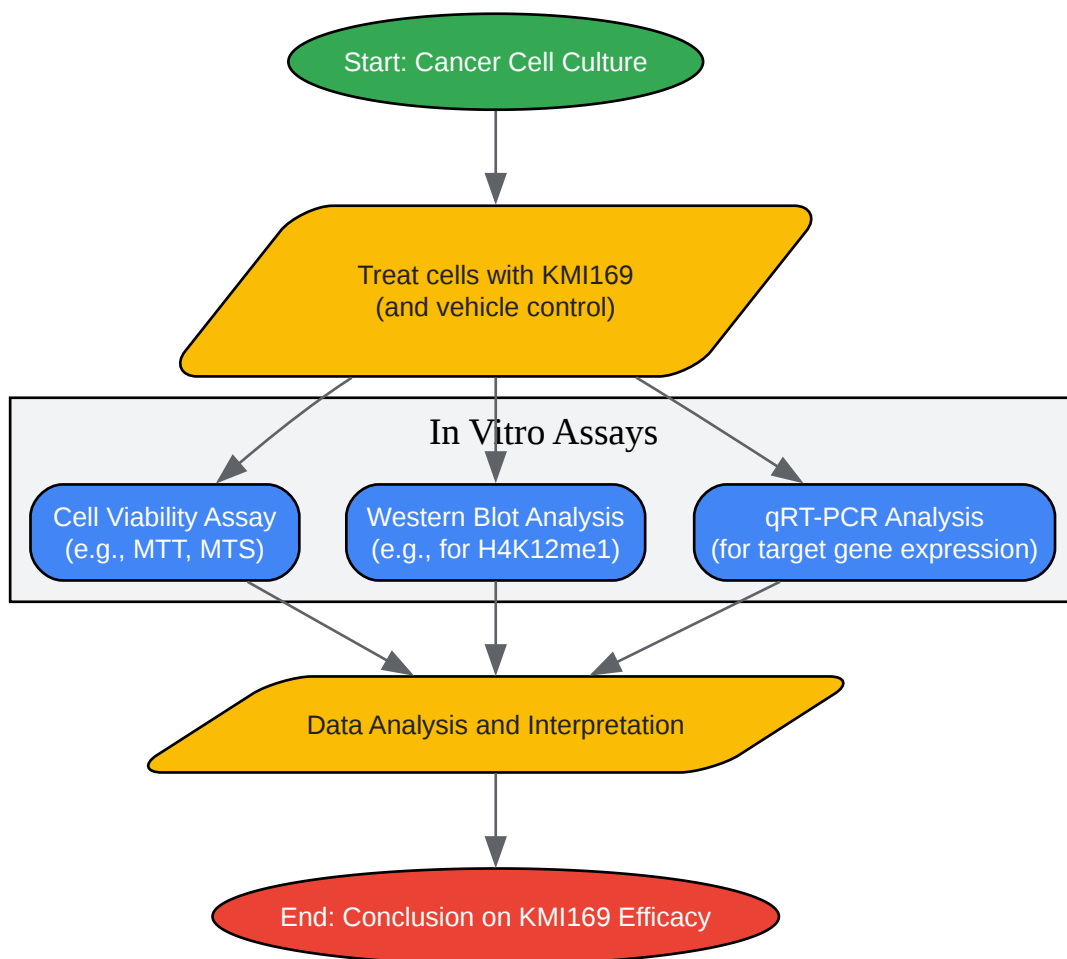 Start: Cancer Cell Culture
Treat cells with KMI169
(and vehicle control)
In Vitro Assays
Cell Viability Assay
(e.g., MTT, MTS)
Western Blot Analysis
(e.g., for H4K12me1)
qRT-PCR Analysis
(for target gene expression)
Data Analysis and Interpretation
End: Conclusion on KMI169 Efficacy